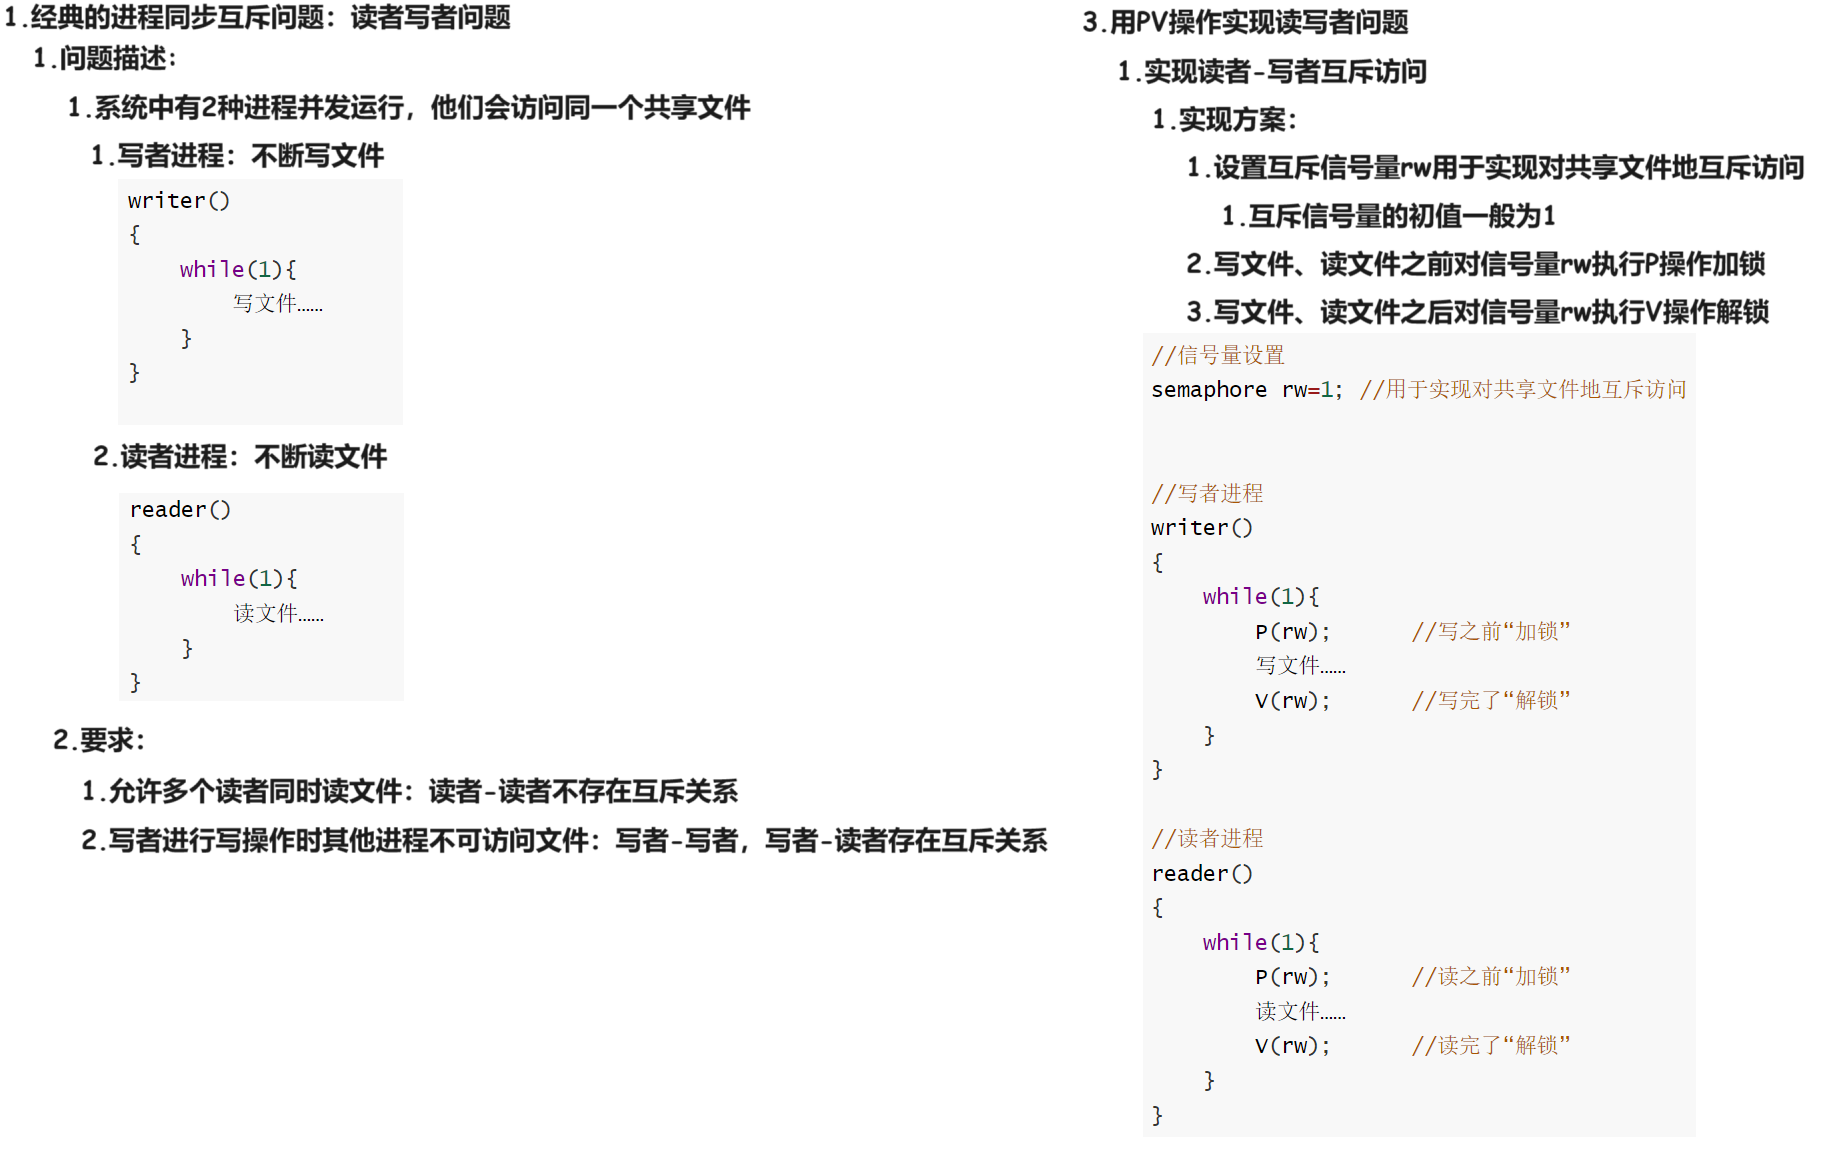 1.经典的进程同步互斥问题：读者写者问题
1.问题描述：
1.系统中有2种进程并发运行，他们会访问同一个共享文件
1.写者进程：不断写文件
writer()
{
    while(1){
        写文件……
    }
}
2.读者进程：不断读文件
reader()
{
    while(1){
        读文件……
    }
}
2.要求：
1.允许多个读者同时读文件：读者-读者不存在互斥关系
2.写者进行写操作时其他进程不可访问文件：写者-写者，写者-读者存在互斥关系
3.用PV操作实现读写者问题
1.实现读者-写者互斥访问
1.实现方案：
1.设置互斥信号量rw用于实现对共享文件地互斥访问
1.互斥信号量的初值一般为1
2.写文件、读文件之前对信号量rw执行P操作加锁
3.写文件、读文件之后对信号量rw执行V操作解锁
//信号量设置
semaphore rw=1; //用于实现对共享文件地互斥访问
//写者进程
writer()
{
    while(1){
        P(rw);      //写之前“加锁”
        写文件……
        V(rw);      //写完了“解锁”
    }
}
//读者进程
reader()
{
    while(1){
        P(rw);      //读之前“加锁”
        读文件……
        V(rw);      //读完了“解锁”
    }
}